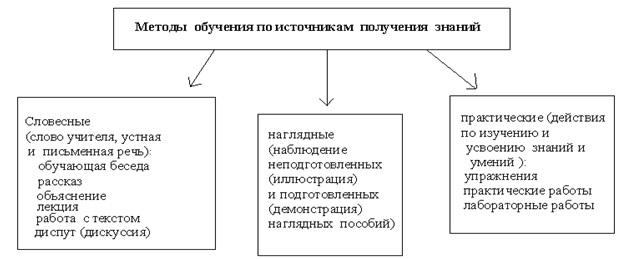 Методы обучения по источникам получения знаний
Словесные
(слово учителя, устная
и письменная речь):
обучающая беседа
рассказ
объяснение
лекция
работа с текстом
диспут (дискуссия)
наглядные
(наблюдение
неподготовленных
(иллюстрация)
и подготовленных
(демонстрация)
наглядных пособий)
практические (действия
по изучению и
усвоению знаний и
умений ):
упражнения
практические работы
лабораторные работы